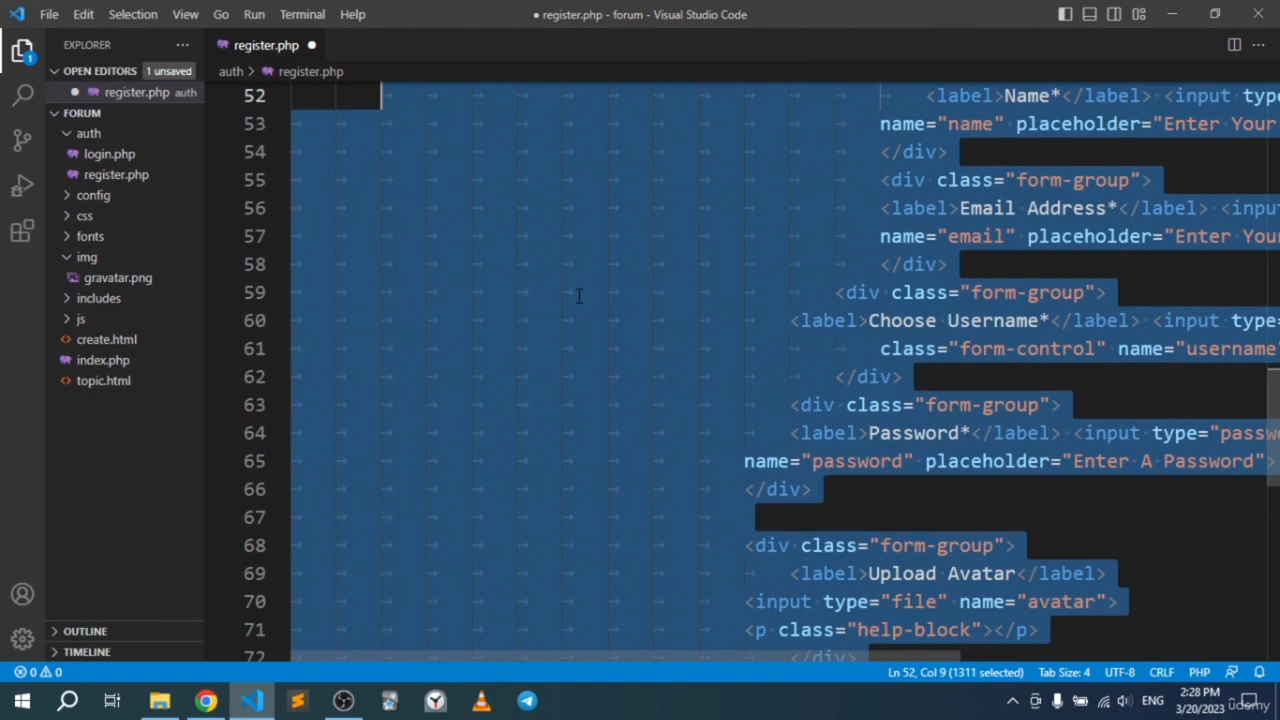 File Edit Selection View Go Run Terminal Help
● register.php - forum - Visual Studio Code
EXPLORER
register.php
OPEN EDITORS 1 unsaved
auth > register.php
register.php auth
FORUM
auth
login.php
register.php
config
css
fonts
img
gravatar.png
includes
js
create.html
index.php
topic.html
OUTLINE
TIMELINE
52 <label>Name*</label> <input type
53 name="name" placeholder="Enter Your
54 </div>
55 <div class="form-group">
56 <label>Email Address*</label> <inpu
57 name="email" placeholder="Enter You
58 </div>
59 <div class="form-group">
60 <label>Choose Username*</label> <input type=
61 class="form-control" name="username"
62 </div>
63 <div class="form-group">
64 <label>Password*</label> <input type="passw
65 name="password" placeholder="Enter A Password">
66 </div>
67
68 <div class="form-group">
69 <label>Upload Avatar</label>
70 <input type="file" name="avatar">
71 <p class="help-block"></p>
72 </div>
0 0 Ln 52, Col 9 (1311 selected) Tab Size: 4 UTF-8 CRLF PHP
ENG 2:28 PM
3/20/2023
udemy
1